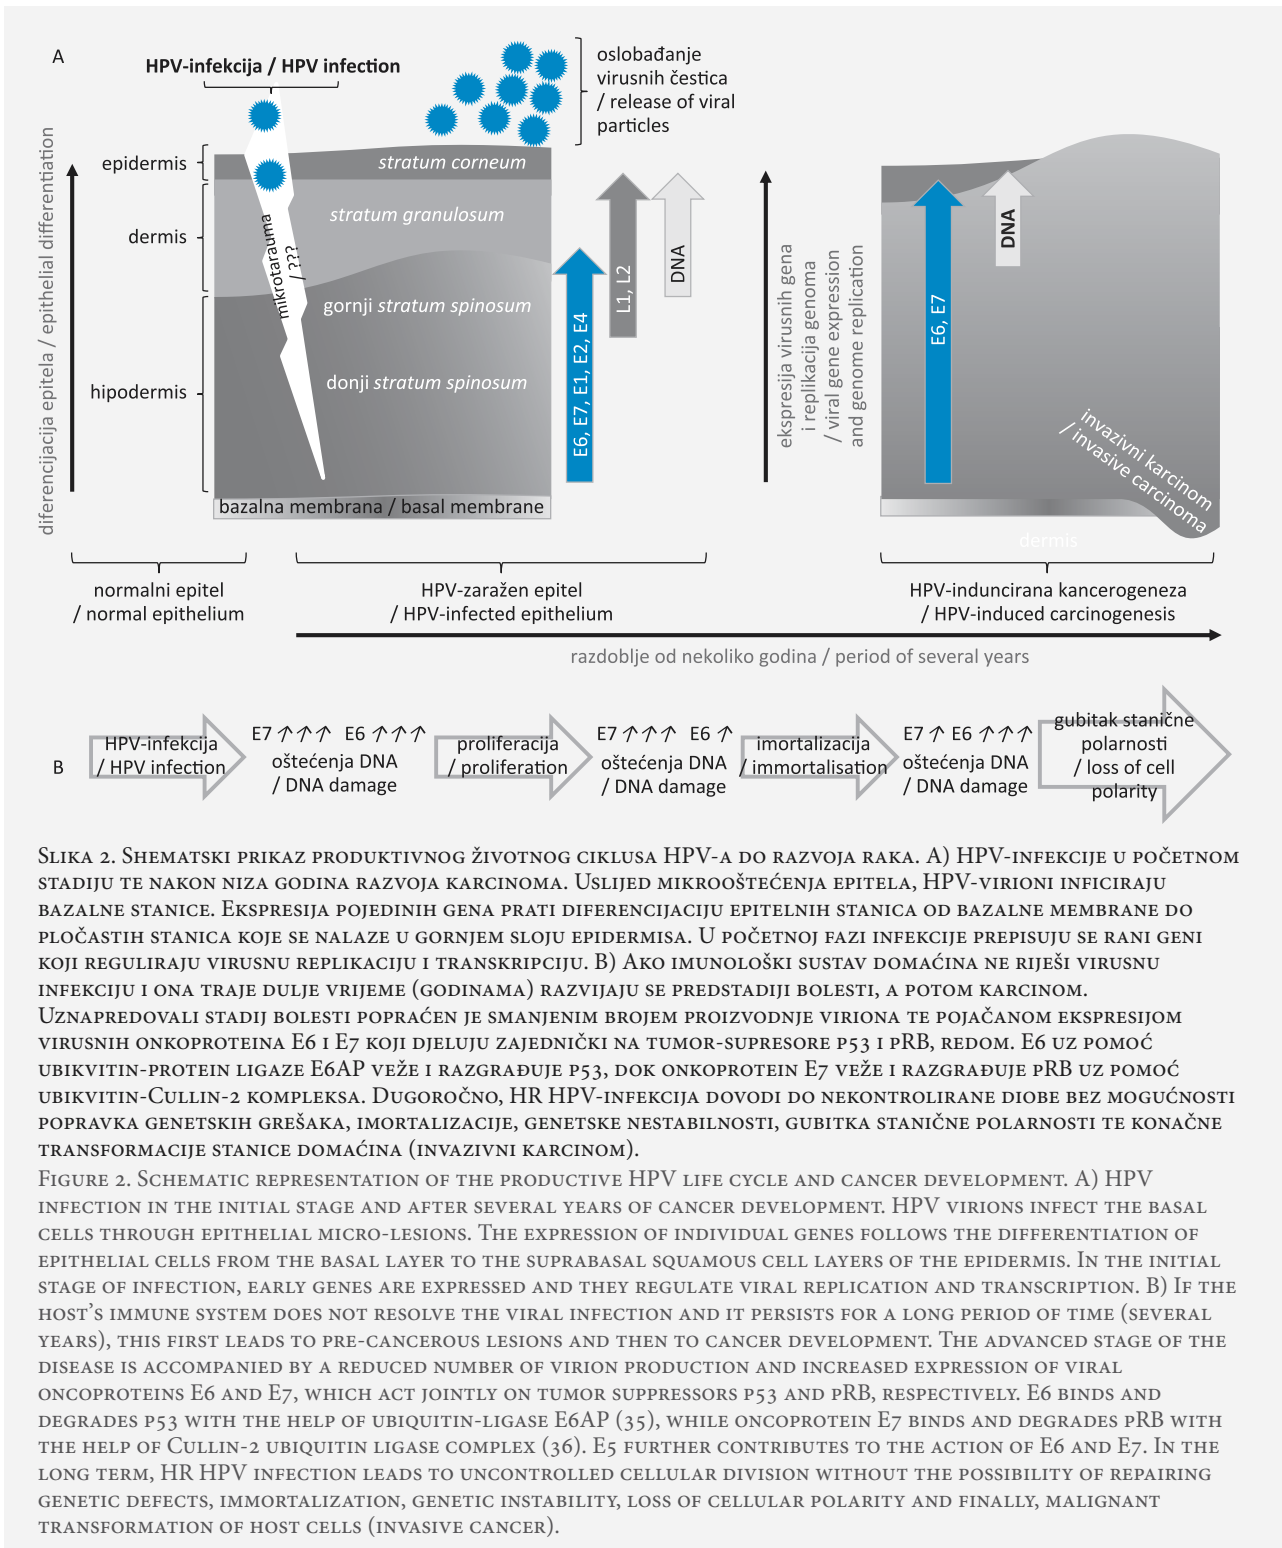 A
HPV-infekcija / HPV infection
oslobađanje
virusnih čestica
/ release of viral
particles
diferencijacija epitela / epithelial differentiation
epidermis
dermis
hipodermis
mikrotarauma
/ ???
stratum corneum
stratum granulosum
gornji stratum spinosum
donji stratum spinosum
bazalna membrana / basal membrane
E6, E7, E1, E2, E4
L1, L2
DNA
ekspresija virusnih gena
i replikacija genoma
/ viral gene expression
and genome replication
E6, E7
DNA
invazivni karcinom
/ invasive carcinoma
dermis
normalni epitel
/ normal epithelium
HPV-zaražen epitel
/ HPV-infected epithelium
HPV-induncirana kancerogeneza
/ HPV-induced carcinogenesis
razdoblje od nekoliko godina / period of several years
B
HPV-infekcija
/ HPV infection
E7 ↗↗↗ E6 ↗↗↗
oštećenja DNA
/ DNA damage
proliferacija
/ proliferation
E7 ↗↗↗ E6 ↗
oštećenja DNA
/ DNA damage
imortalizacija
/ immortalisation
E7 ↗ E6 ↗↗↗
oštećenja DNA
/ DNA damage
gubitak stanične
polarnosti
/ loss of cell
polarity
Slika 2. Shematski prikaz produktivnog životnog ciklusa HPV-a do razvoja raka. A) HPV-infekcije u početnom
stadiju te nakon niza godina razvoja karcinoma. Uslijed mikrooštećenja epitela, HPV-virioni inficiraju
bazalne stanice. Ekspresija pojedinih gena prati diferencijaciju epitelnih stanica od bazalne membrane do
pločastih stanica koje se nalaze u gornjem sloju epidermisa. U početnoj fazi infekcije prepisuju se rani geni
koji reguliraju virusnu replikaciju i transkripciju. B) Ako imunološki sustav domaćina ne riješi virusnu
infekciju i ona traje dulje vrijeme (godinama) razvijaju se predstadiji bolesti, a potom karcinom.
Uznapredovali stadij bolesti popraćen je smanjenim brojem proizvodnje viriona te pojačanom ekspresijom
virusnih onkoproteina E6 i E7 koji djeluju zajednički na tumor-supresore p53 i pRB, redom. E6 uz pomoć
ubikvitin-protein ligaze E6AP veže i razgrađuje p53, dok onkoprotein E7 veže i razgrađuje pRB uz pomoć
ubikvitin-Cullin-2 kompleksa. Dugoročno, HR HPV-infekcija dovodi do nekontrolirane diobe bez mogućnosti
popravka genetskih grešaka, imortalizacije, genetske nestabilnosti, gubitka stanične polarnosti te konačne
transformacije stanice domaćina (invazivni karcinom).
Figure 2. Schematic representation of the productive HPV life cycle and cancer development. A) HPV
infection in the initial stage and after several years of cancer development. HPV virions infect the basal
cells through epithelial micro-lesions. The expression of individual genes follows the differentiation of
epithelial cells from the basal layer to the suprabasal squamous cell layers of the epidermis. In the initial
stage of infection, early genes are expressed and they regulate viral replication and transcription. B) If the
host's immune system does not resolve the viral infection and it persists for a long period of time (several
years), this first leads to pre-cancerous lesions and then to cancer development. The advanced stage of the
disease is accompanied by a reduced number of virion production and increased expression of viral
oncoproteins E6 and E7, which act jointly on tumor suppressors p53 and pRB, respectively. E6 binds and
degrades p53 with the help of ubiquitin-ligase E6AP (35), while oncoprotein E7 binds and degrades pRB with
the help of Cullin-2 ubiquitin ligase complex (36). E5 further contributes to the action of E6 and E7. In the
long term, HR HPV infection leads to uncontrolled cellular division without the possibility of repairing
genetic defects, immortalization, genetic instability, loss of cellular polarity and finally, malignant
transformation of host cells (invasive cancer).